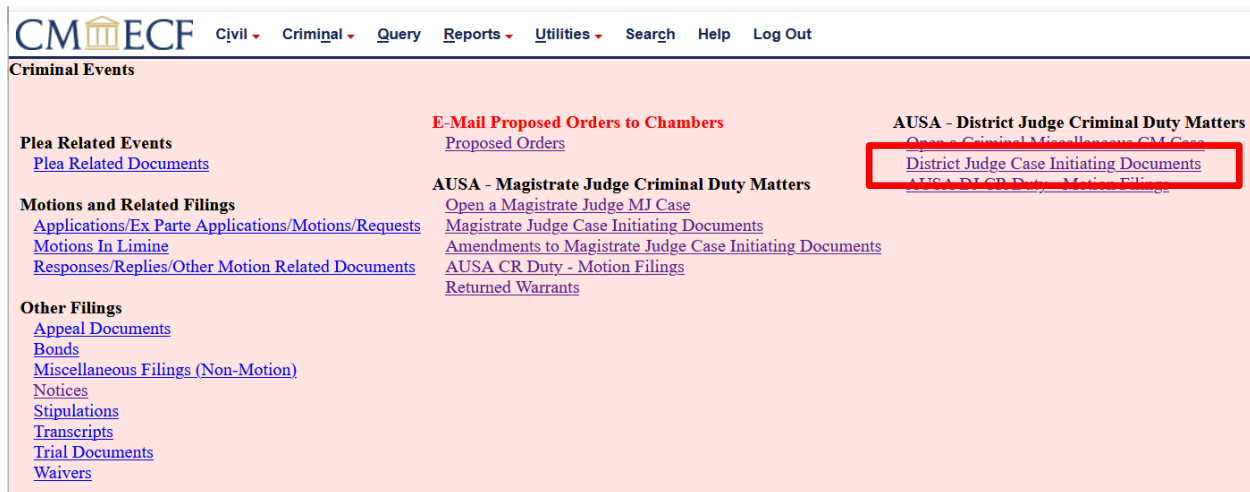 CM ECF Civil Criminal Query Reports Utilities Search Help Log Out
Criminal Events
Plea Related Events
Plea Related Documents
Motions and Related Filings
Applications/Ex Parte Applications/Motions/Requests
Motions In Limine
Responses/Replies/Other Motion Related Documents
Other Filings
Appeal Documents
Bonds
Miscellaneous Filings (Non-Motion)
Notices
Stipulations
Transcripts
Trial Documents
Waivers
E-Mail Proposed Orders to Chambers
Proposed Orders
AUSA - Magistrate Judge Criminal Duty Matters
Open a Magistrate Judge MJ Case
Magistrate Judge Case Initiating Documents
Amendments to Magistrate Judge Case Initiating Documents
AUSA CR Duty - Motion Filings
Returned Warrants
AUSA - District Judge Criminal Duty Matters
Open a Criminal Miscellaneous CM Case
District Judge Case Initiating Documents
AUSA DJ CR Duty - Motion Filings